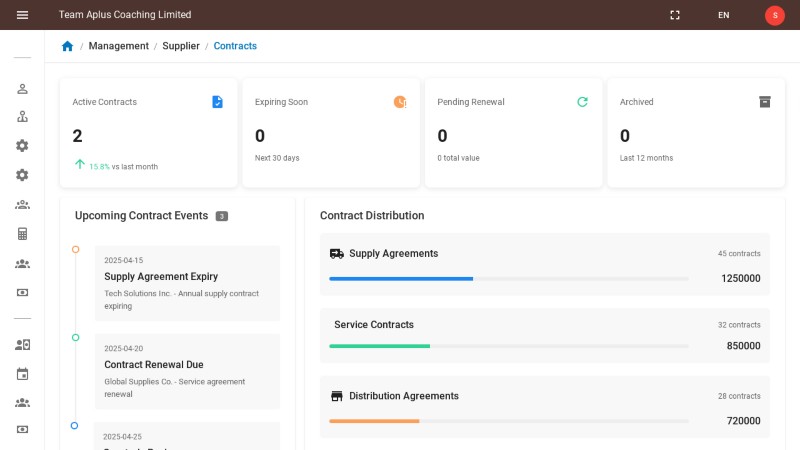 Team Aplus Coaching Limited
EN
S
/ Management / Supplier / Contracts
Active Contracts
2
15.8% vs last month
Expiring Soon
0
Next 30 days
Pending Renewal
0
0 total value
Archived
0
Last 12 months
Upcoming Contract Events 3
2025-04-15
Supply Agreement Expiry
Tech Solutions Inc. - Annual supply contract
expiring
2025-04-20
Contract Renewal Due
Global Supplies Co. - Service agreement
renewal
2025-04-25
Contract Distribution
Supply Agreements
45 contracts
1250000
Service Contracts
32 contracts
850000
Distribution Agreements
28 contracts
720000